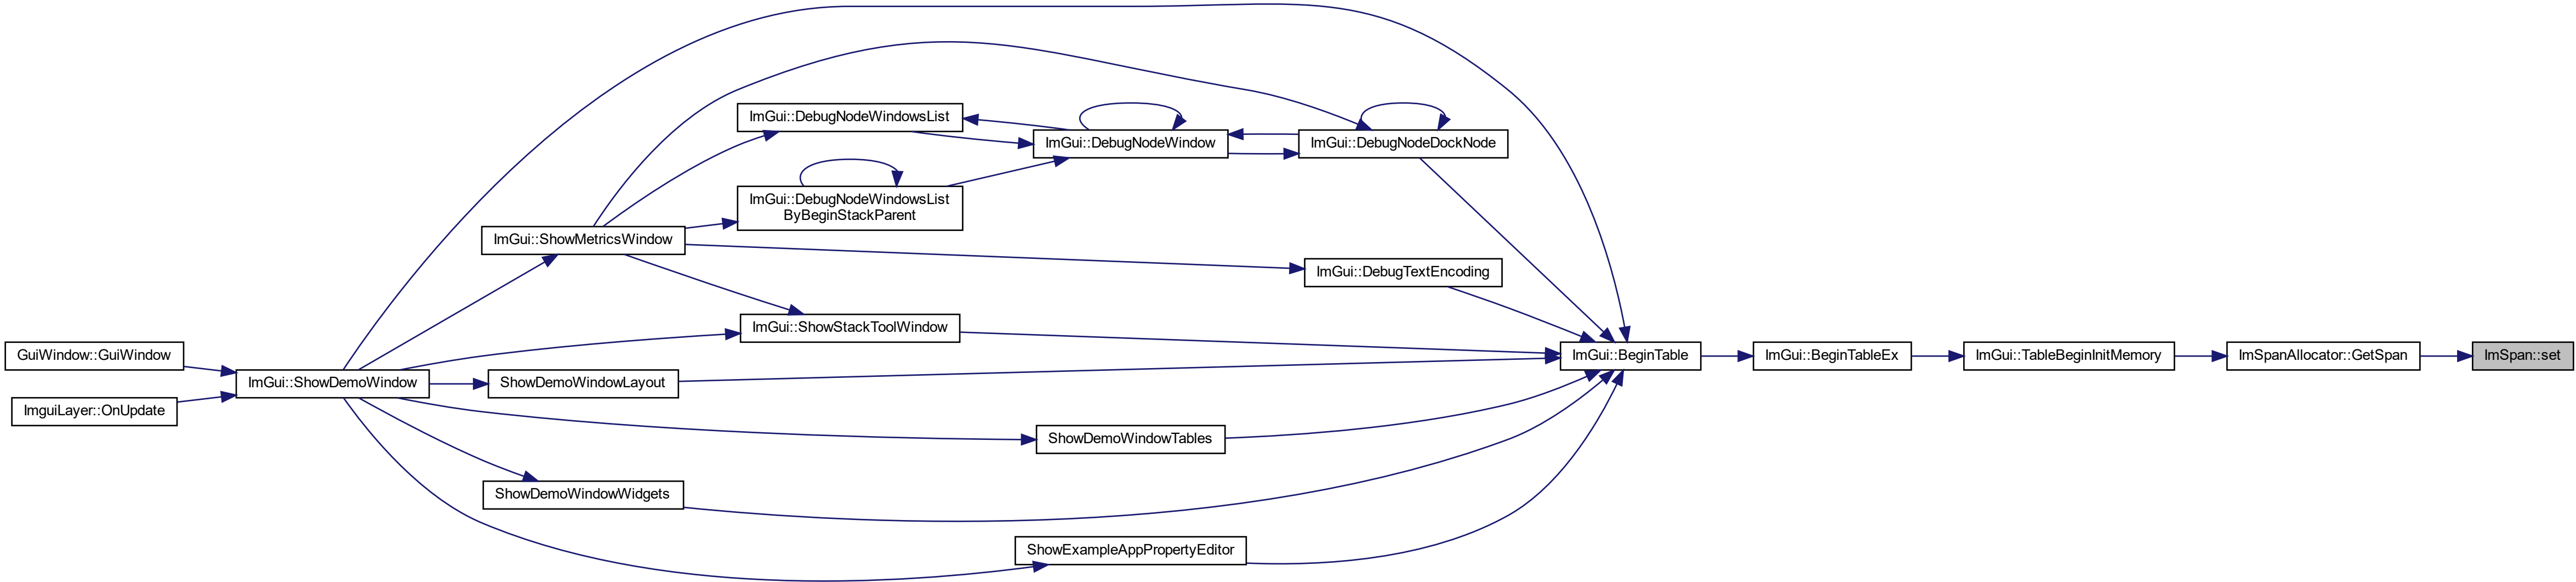 ImGui::DebugNodeWindowsList
ImGui::DebugNodeWindow
ImGui::DebugNodeDockNode
ImGui::DebugNodeWindowsList
ByBeginStackParent
ImGui::ShowMetricsWindow
ImGui::DebugTextEncoding
ImGui::ShowStackToolWindow
GuiWindow::GuiWindow
ImGui::BeginTable
ImGui::BeginTableEx
ImGui::TableBeginInitMemory
ImSpanAllocator::GetSpan
ImSpan::set
ImGui::ShowDemoWindow
ShowDemoWindowLayout
ImguiLayer::OnUpdate
ShowDemoWindowTables
ShowDemoWindowWidgets
ShowExampleAppPropertyEditor